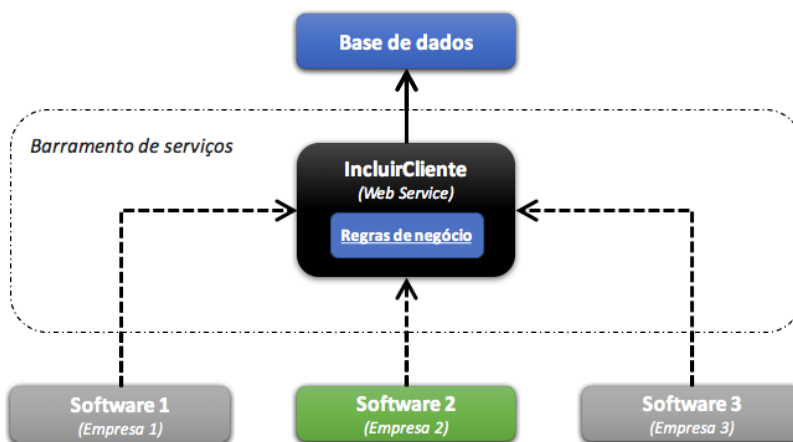 Base de dados
Barramento de serviços
IncluirCliente
(Web Service)
Regras de negócio
Software 1
(Empresa 1)
Software 2
(Empresa 2)
Software 3
(Empresa 3)